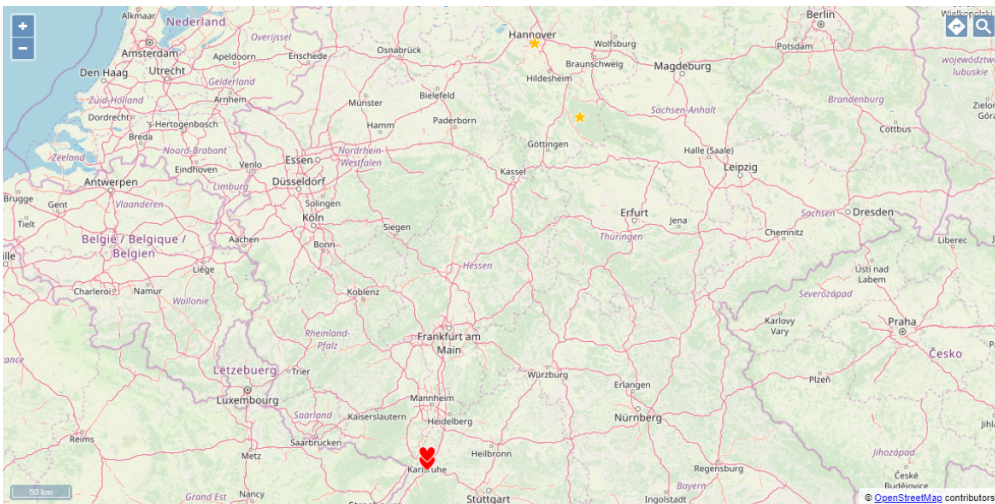 Alkmaar
Nederland
Berlin
Wielkopolski
+
−
Amsterdam
Apeldoorn
Overijssel
Enschede
Osnabrück
Hannover
Wolfsburg
Potsdam
województwo
lubuskie
Den Haag
Utrecht
Gelderland
Hildesheim
Braunschweig
Magdeburg
Zuid-Holland
Arnhem
Münster
Bielefeld
Brandenburg
Dordrecht
's-Hertogenbosch
Hamm
Paderborn
Sachsen-Anhalt
Cottbus
Breda
Zeeland
Noord-Brabant
Eindhoven
Venlo
Essen
Nordrhein-
Westfalen
Göttingen
Halle (Saale)
Leipzig
Antwerpen
Limburg
Düsseldorf
Kassel
Brugge
Gent
Vlaanderen
Solingen
Köln
Siegen
Erfurt
Jena
Sachsen
Dresden
Tielt
België / Belgique /
Belgien
Aachen
Bonn
Thüringen
Chemnitz
Liberec
Liège
Hessen
Ústí nad
Labem
Charleroi
Namur
Wallonie
Koblenz
Severozápad
Rheinland-
Pfalz
Frankfurt am
Main
Karlovy
Vary
Praha
Česko
Letzebuerg
Trier
Würzburg
Erlangen
Plzeň
Luxembourg
Mannheim
Saarland
Kaiserslautern
Heidelberg
Nürnberg
Reims
Saarbrücken
Metz
Karlsruhe
Heilbronn
Regensburg
Jihozápad
50 km
Grand Est
Nancy
Stuttgart
Bayern
Ingolstadt
České
Budějovice
© OpenStreetMap contributors